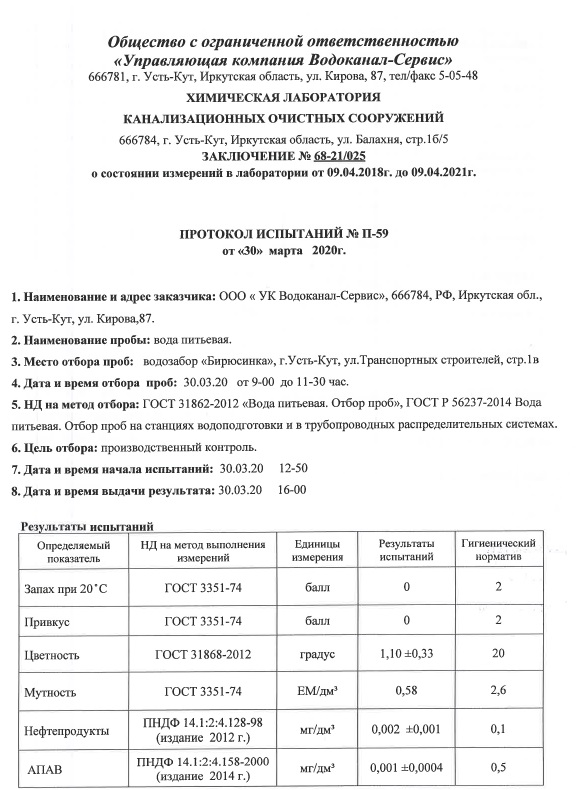 Общество с ограниченной ответственностью
«Управляющая компания Водоканал-Сервис»
666781, г. Усть-Кут, Иркутская область, ул. Кирова, 87, тел/факс 5-05-48
ХИМИЧЕСКАЯ ЛАБОРАТОРИЯ
КАНАЛИЗАЦИОННЫХ ОЧИСТНЫХ СООРУЖЕНИЙ
666784, г. Усть-Кут, Иркутская область, ул. Балахня, стр.1б/5
ЗАКЛЮЧЕНИЕ № 68-21/025
о состоянии измерений в лаборатории от 09.04.2018г. до 09.04.2021г.
ПРОТОКОЛ ИСПЫТАНИЙ № П-59
от «30» марта 2020г.
1. Наименование и адрес заказчика: ООО « УК Водоканал-Сервис», 666784, РФ, Иркутская обл.,
г. Усть-Кут, ул. Кирова,87.
2. Наименование пробы: вода питьевая.
3. Место отбора проб: водозабор «Бирюсинка», г.Усть-Кут, ул.Транспортных строителей, стр.1в
4. Дата и время отбора проб: 30.03.20 от 9-00 до 11-30 час.
5. НД на метод отбора: ГОСТ 31862-2012 «Вода питьевая. Отбор проб», ГОСТ Р 56237-2014 Вода
питьевая. Отбор проб на станциях водоподготовки и в трубопроводных распределительных системах.
6. Цель отбора: производственный контроль.
7. Дата и время начала испытаний: 30.03.20 12-50
8. Дата и время выдачи результата: 30.03.20 16-00
Результаты испытаний
Определяемый показатель НД на метод выполнения измерений Единицы измерения Результаты испытаний Гигиенический норматив
Запах при 20˚С ГОСТ 3351-74 балл 0 2
Привкус ГОСТ 3351-74 балл 0 2
Цветность ГОСТ 31868-2012 градус 1,10 ±0,33 20
Мутность ГОСТ 3351-74 ЕМ/дм³ 0,58 2,6
Нефтепродукты ПНДФ 14.1:2:4.128-98 (издание 2012 г.) мг/дм³ 0,002 ±0,001 0,1
АПАВ ПНДФ 14.1:2:4.158-2000 (издание 2014 г.) мг/дм³ 0,001 ±0,0004 0,5